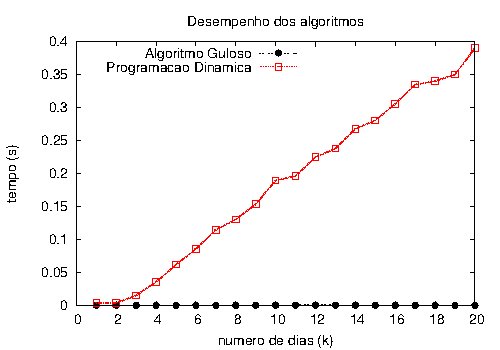 Desempenho dos algoritmos
Algoritmo Guloso
Programacao Dinamica
0.4
0.35
0.3
0.25
0.2
0.15
0.1
0.05
0
tempo (s)
0 2 4 6 8 10 12 14 16 18 20
numero de dias (k)